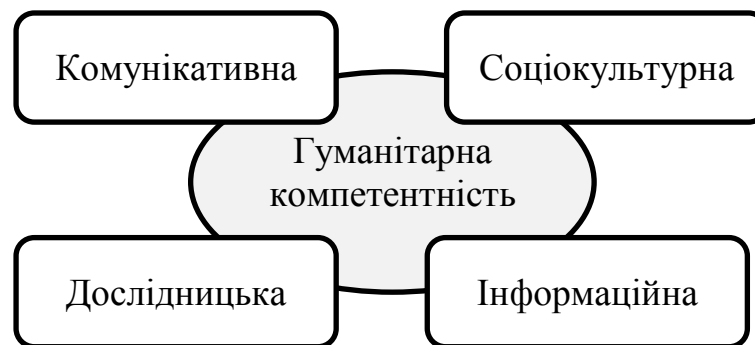 Комунікативна
Соціокультурна
Гуманітарна
компетентність
Дослідницька
Інформаційна